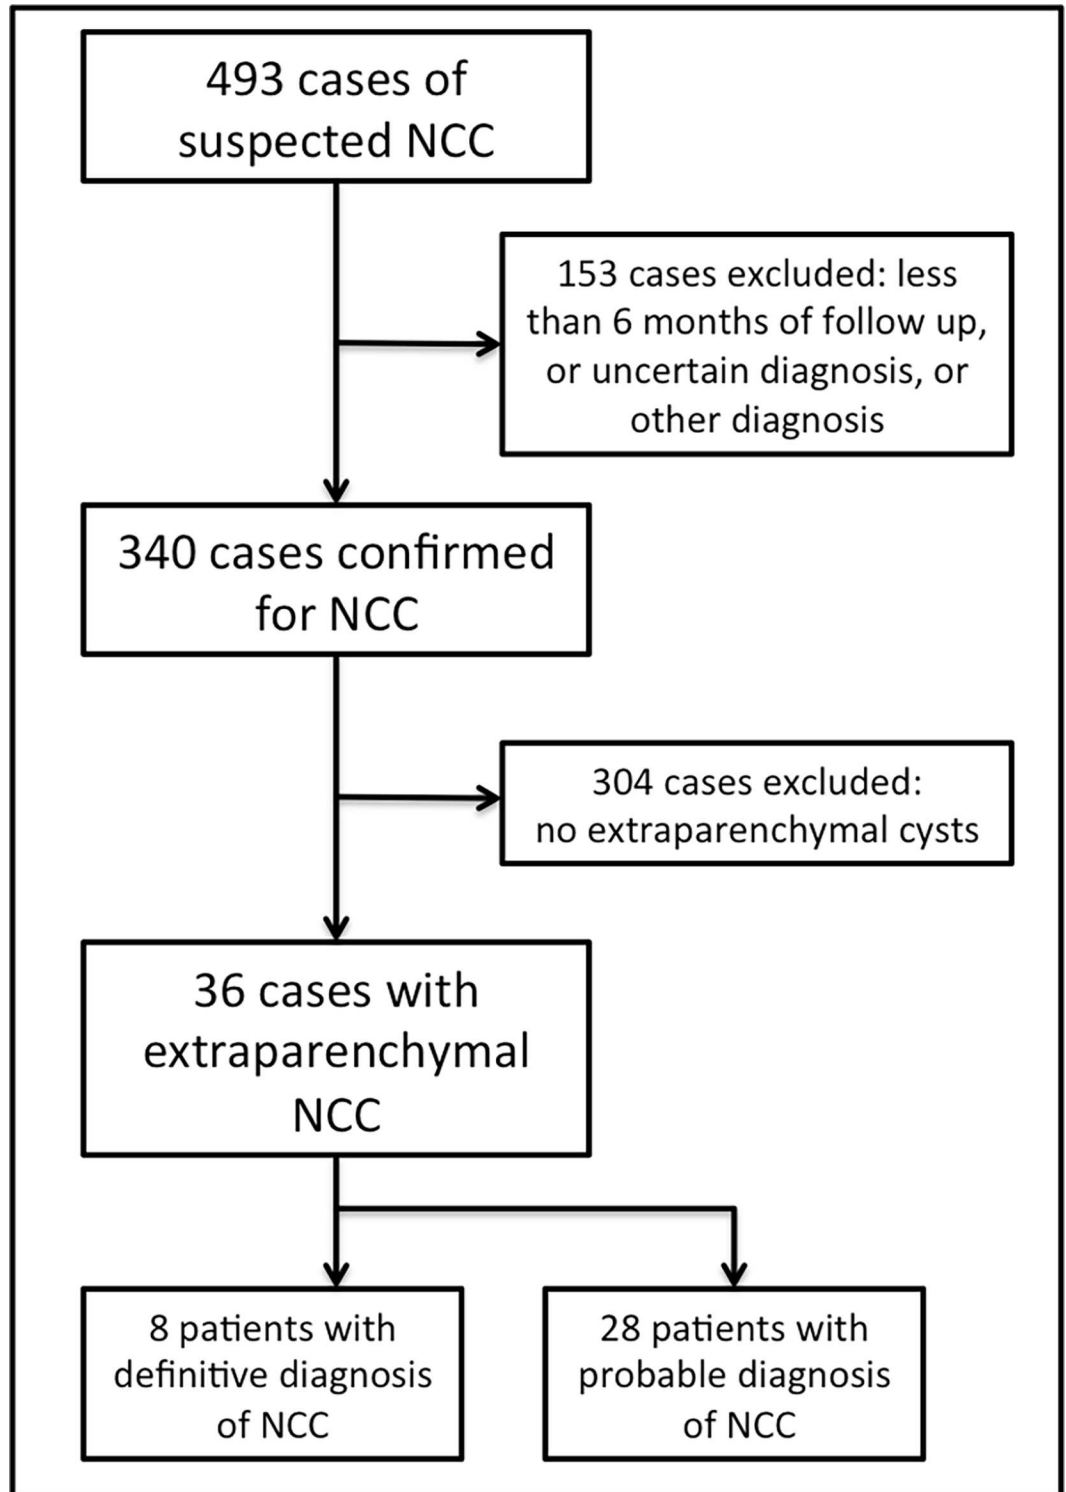 493 cases of
suspected NCC
153 cases excluded: less
than 6 months of follow up,
or uncertain diagnosis, or
other diagnosis
340 cases confirmed
for NCC
304 cases excluded:
no extraparenchymal cysts
36 cases with
extraparenchymal
NCC
8 patients with
definitive diagnosis
of NCC
28 patients with
probable diagnosis
of NCC